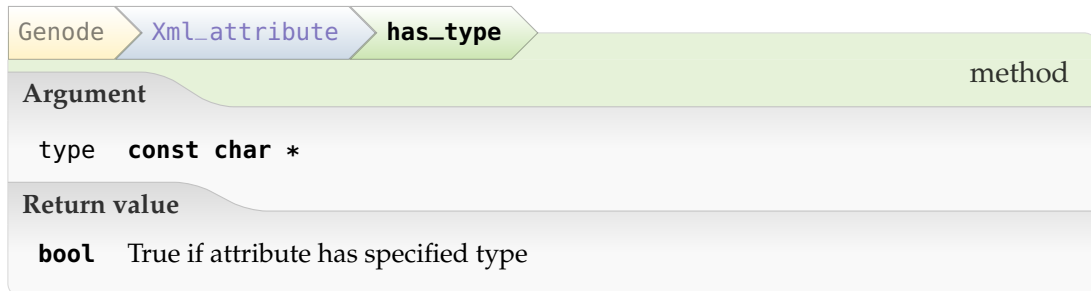 Genode Xml_attribute has_type
method
Argument
type const char *
Return value
bool True if attribute has specified type